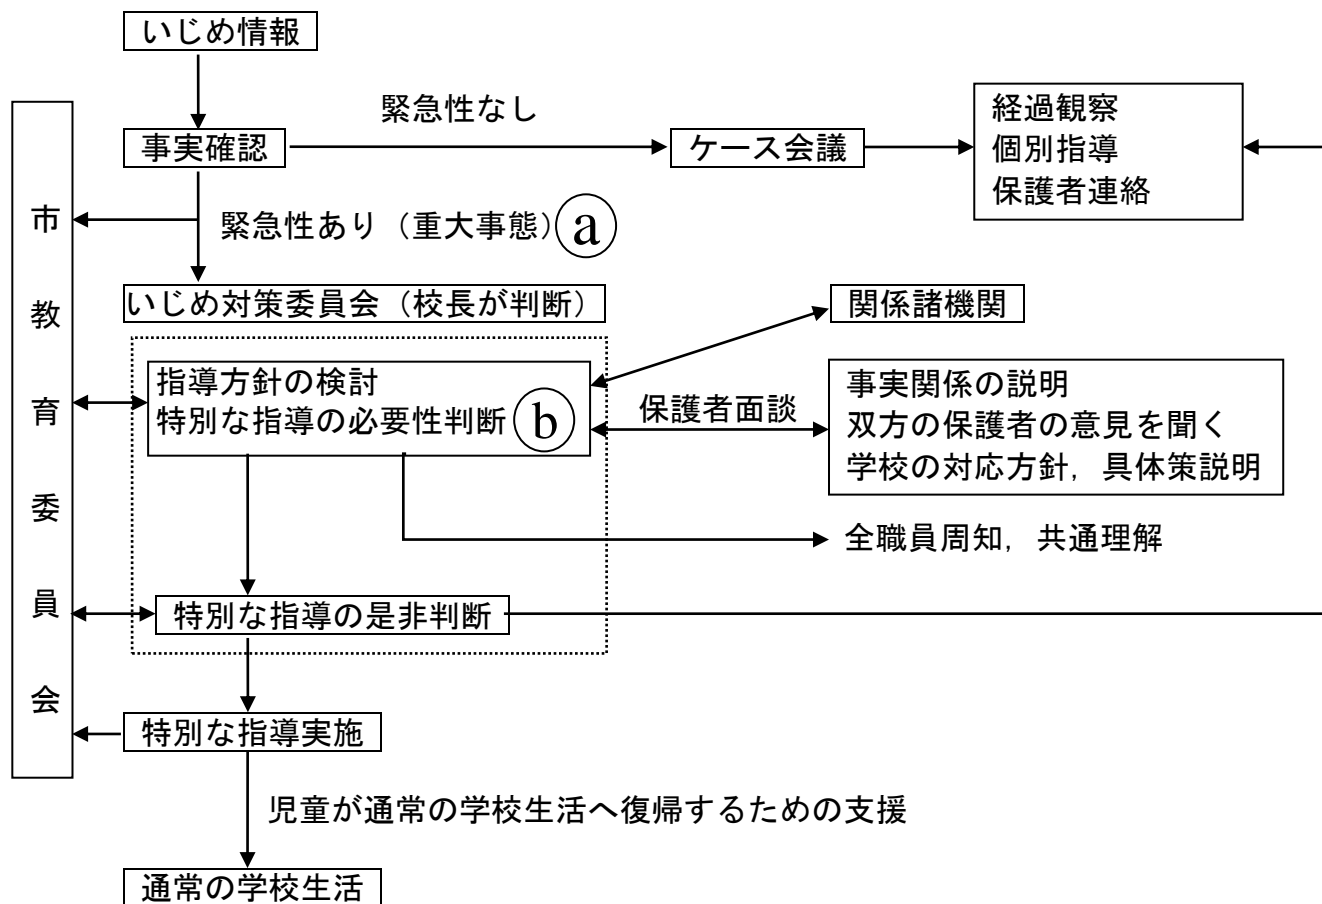 いじめ情報
緊急性なし
事実確認
ケース会議
経過観察
個別指導
保護者連絡
市教育委員会
緊急性あり（重大事態）ⓐ
いじめ対策委員会（校長が判断）
関係諸機関
指導方針の検討
特別な指導の必要性判断ⓑ
保護者面談
事実関係の説明
双方の保護者の意見を聞く
学校の対応方針，具体策説明
全職員周知，共通理解
特別な指導の是非判断
特別な指導実施
児童が通常の学校生活へ復帰するための支援
通常の学校生活